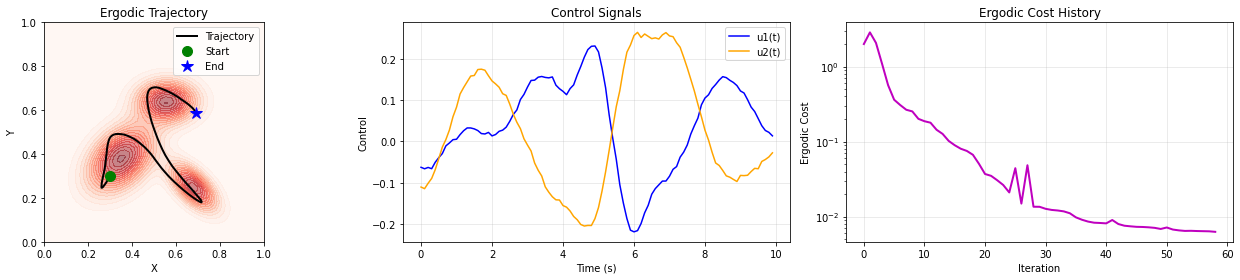 Ergodic Trajectory
1.0
0.8
0.6
0.4
0.2
0.0
Y
0.0 0.2 0.4 0.6 0.8 1.0
X
Trajectory
Start
End
Control Signals
0.2
0.1
0.0
−0.1
−0.2
Control
0 2 4 6 8 10
Time (s)
u1(t)
u2(t)
Ergodic Cost History
10⁰
10⁻¹
10⁻²
Ergodic Cost
0 10 20 30 40 50 60
Iteration